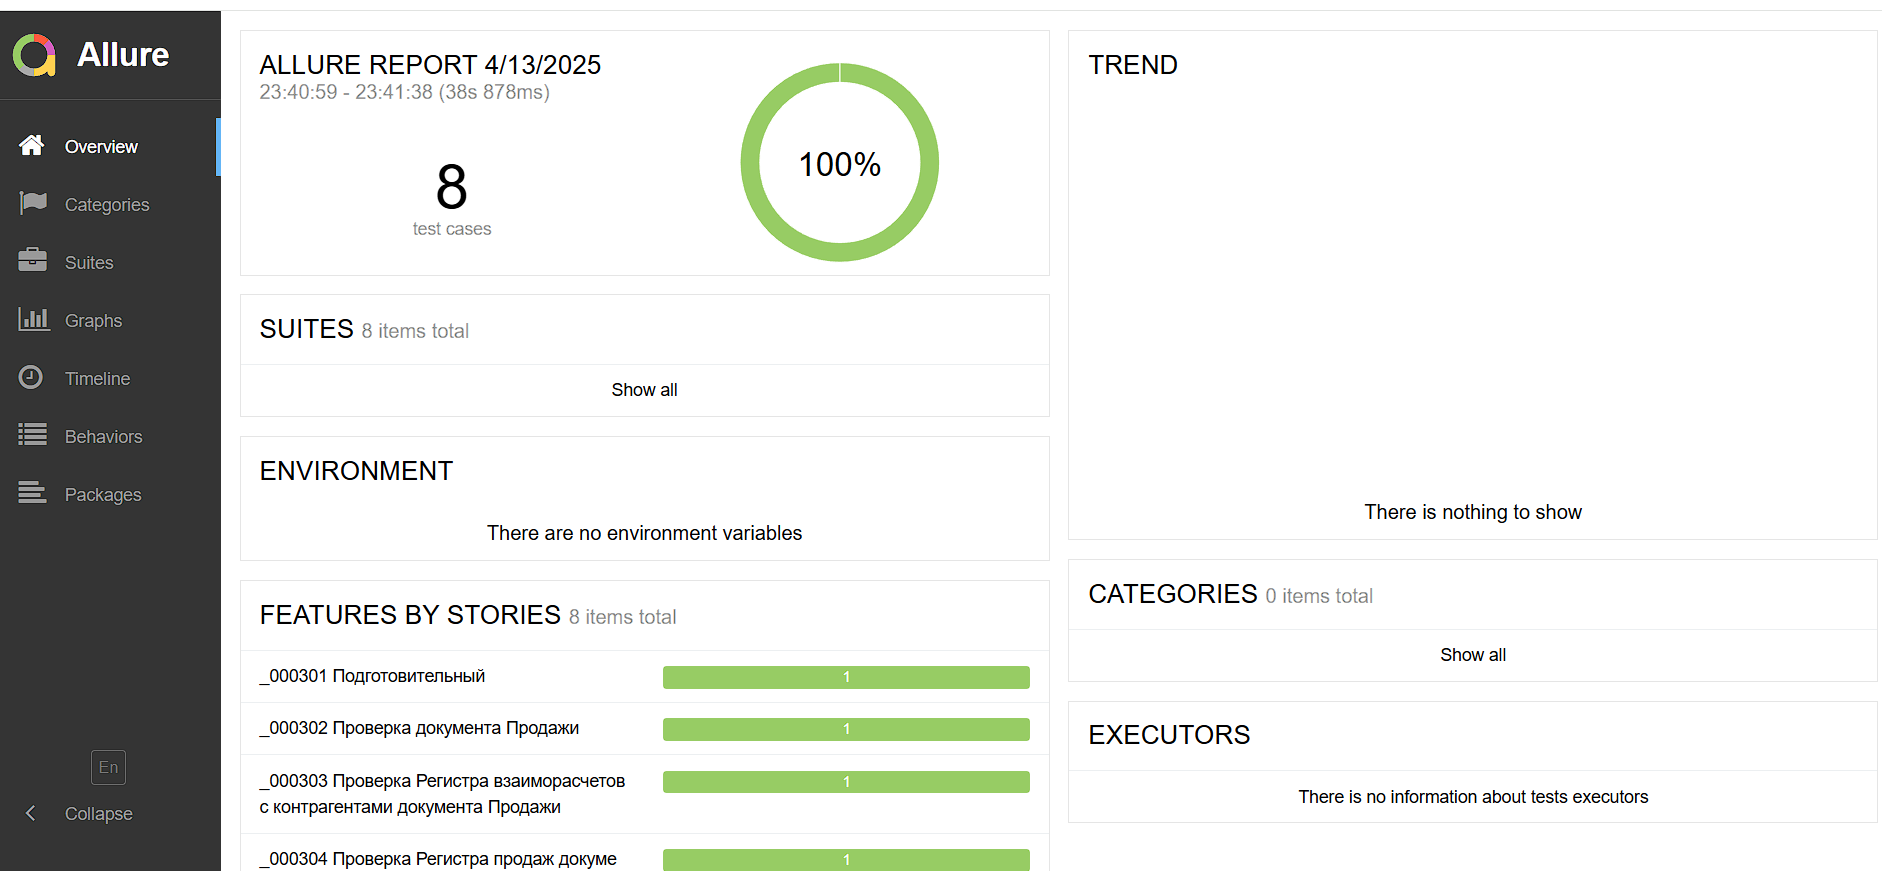 Allure
Overview
Categories
Suites
Graphs
Timeline
Behaviors
Packages
En
Collapse
ALLURE REPORT 4/13/2025
23:40:59 - 23:41:38 (38s 878ms)
8
test cases
100%
SUITES 8 items total
Show all
ENVIRONMENT
There are no environment variables
FEATURES BY STORIES 8 items total
_000301 Подготовительный
1
_000302 Проверка документа Продажи
1
_000303 Проверка Регистра взаиморасчетов
с контрагентами документа Продажи
1
_000304 Проверка Регистра продаж докуме
1
TREND
There is nothing to show
CATEGORIES 0 items total
Show all
EXECUTORS
There is no information about tests executors